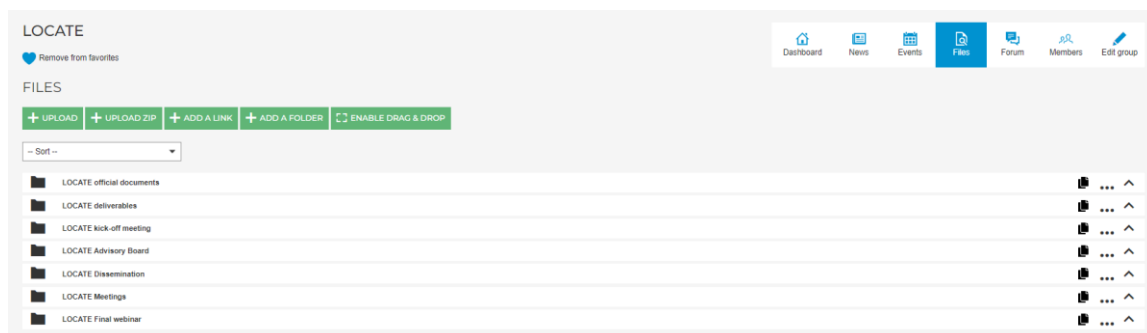 LOCATE
Remove from favorites
Dashboard
News
Events
Files
Forum
Members
Edit group
FILES
UPLOAD
UPLOAD ZIP
ADD A LINK
ADD A FOLDER
ENABLE DRAG & DROP
-- Sort --
LOCATE official documents
LOCATE deliverables
LOCATE kick-off meeting
LOCATE Advisory Board
LOCATE Dissemination
LOCATE Meetings
LOCATE Final webinar